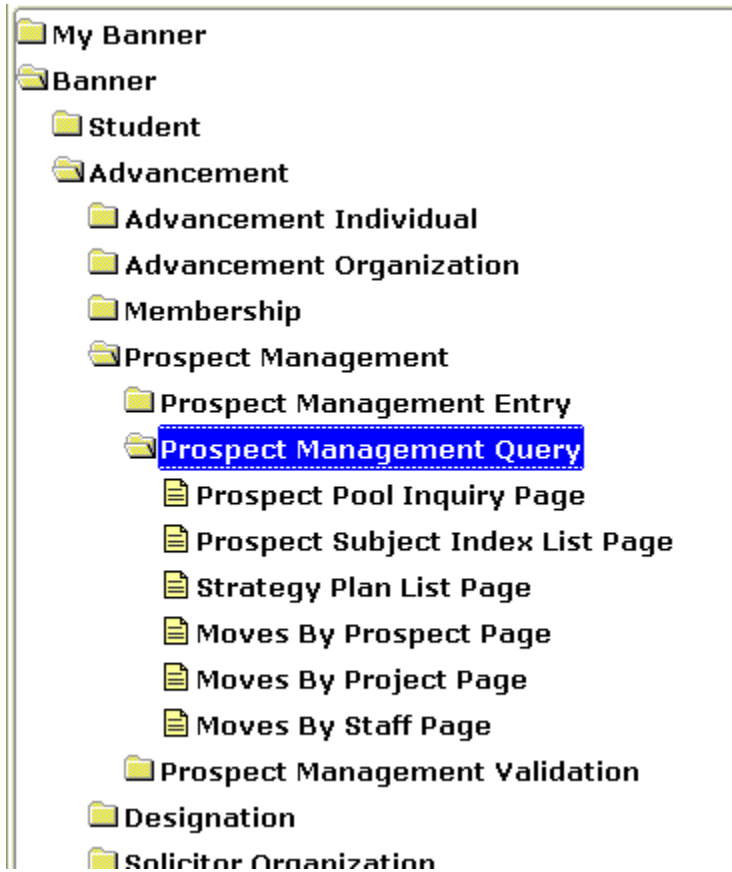 My Banner
Banner
Student
Advancement
Advancement Individual
Advancement Organization
Membership
Prospect Management
Prospect Management Entry
Prospect Management Query
Prospect Pool Inquiry Page
Prospect Subject Index List Page
Strategy Plan List Page
Moves By Prospect Page
Moves By Project Page
Moves By Staff Page
Prospect Management Validation
Designation
Solicitor Organization